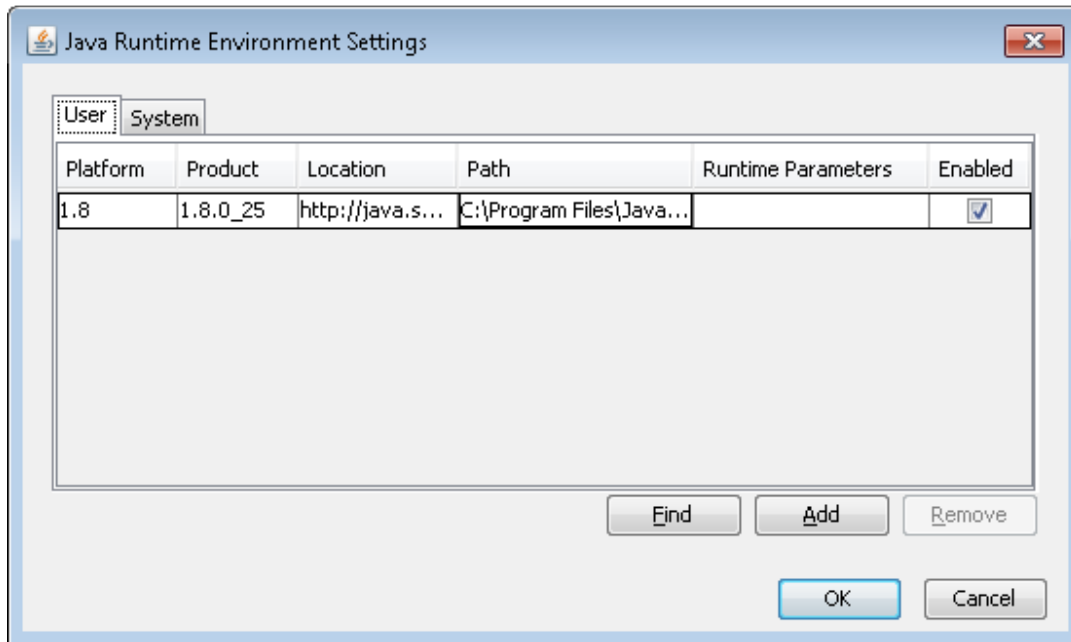 Java Runtime Environment Settings
User System
Platform Product Location Path Runtime Parameters Enabled
1.8 1.8.0_25 http://java.s... C:\Program Files\Java...
Find Add Remove
OK Cancel